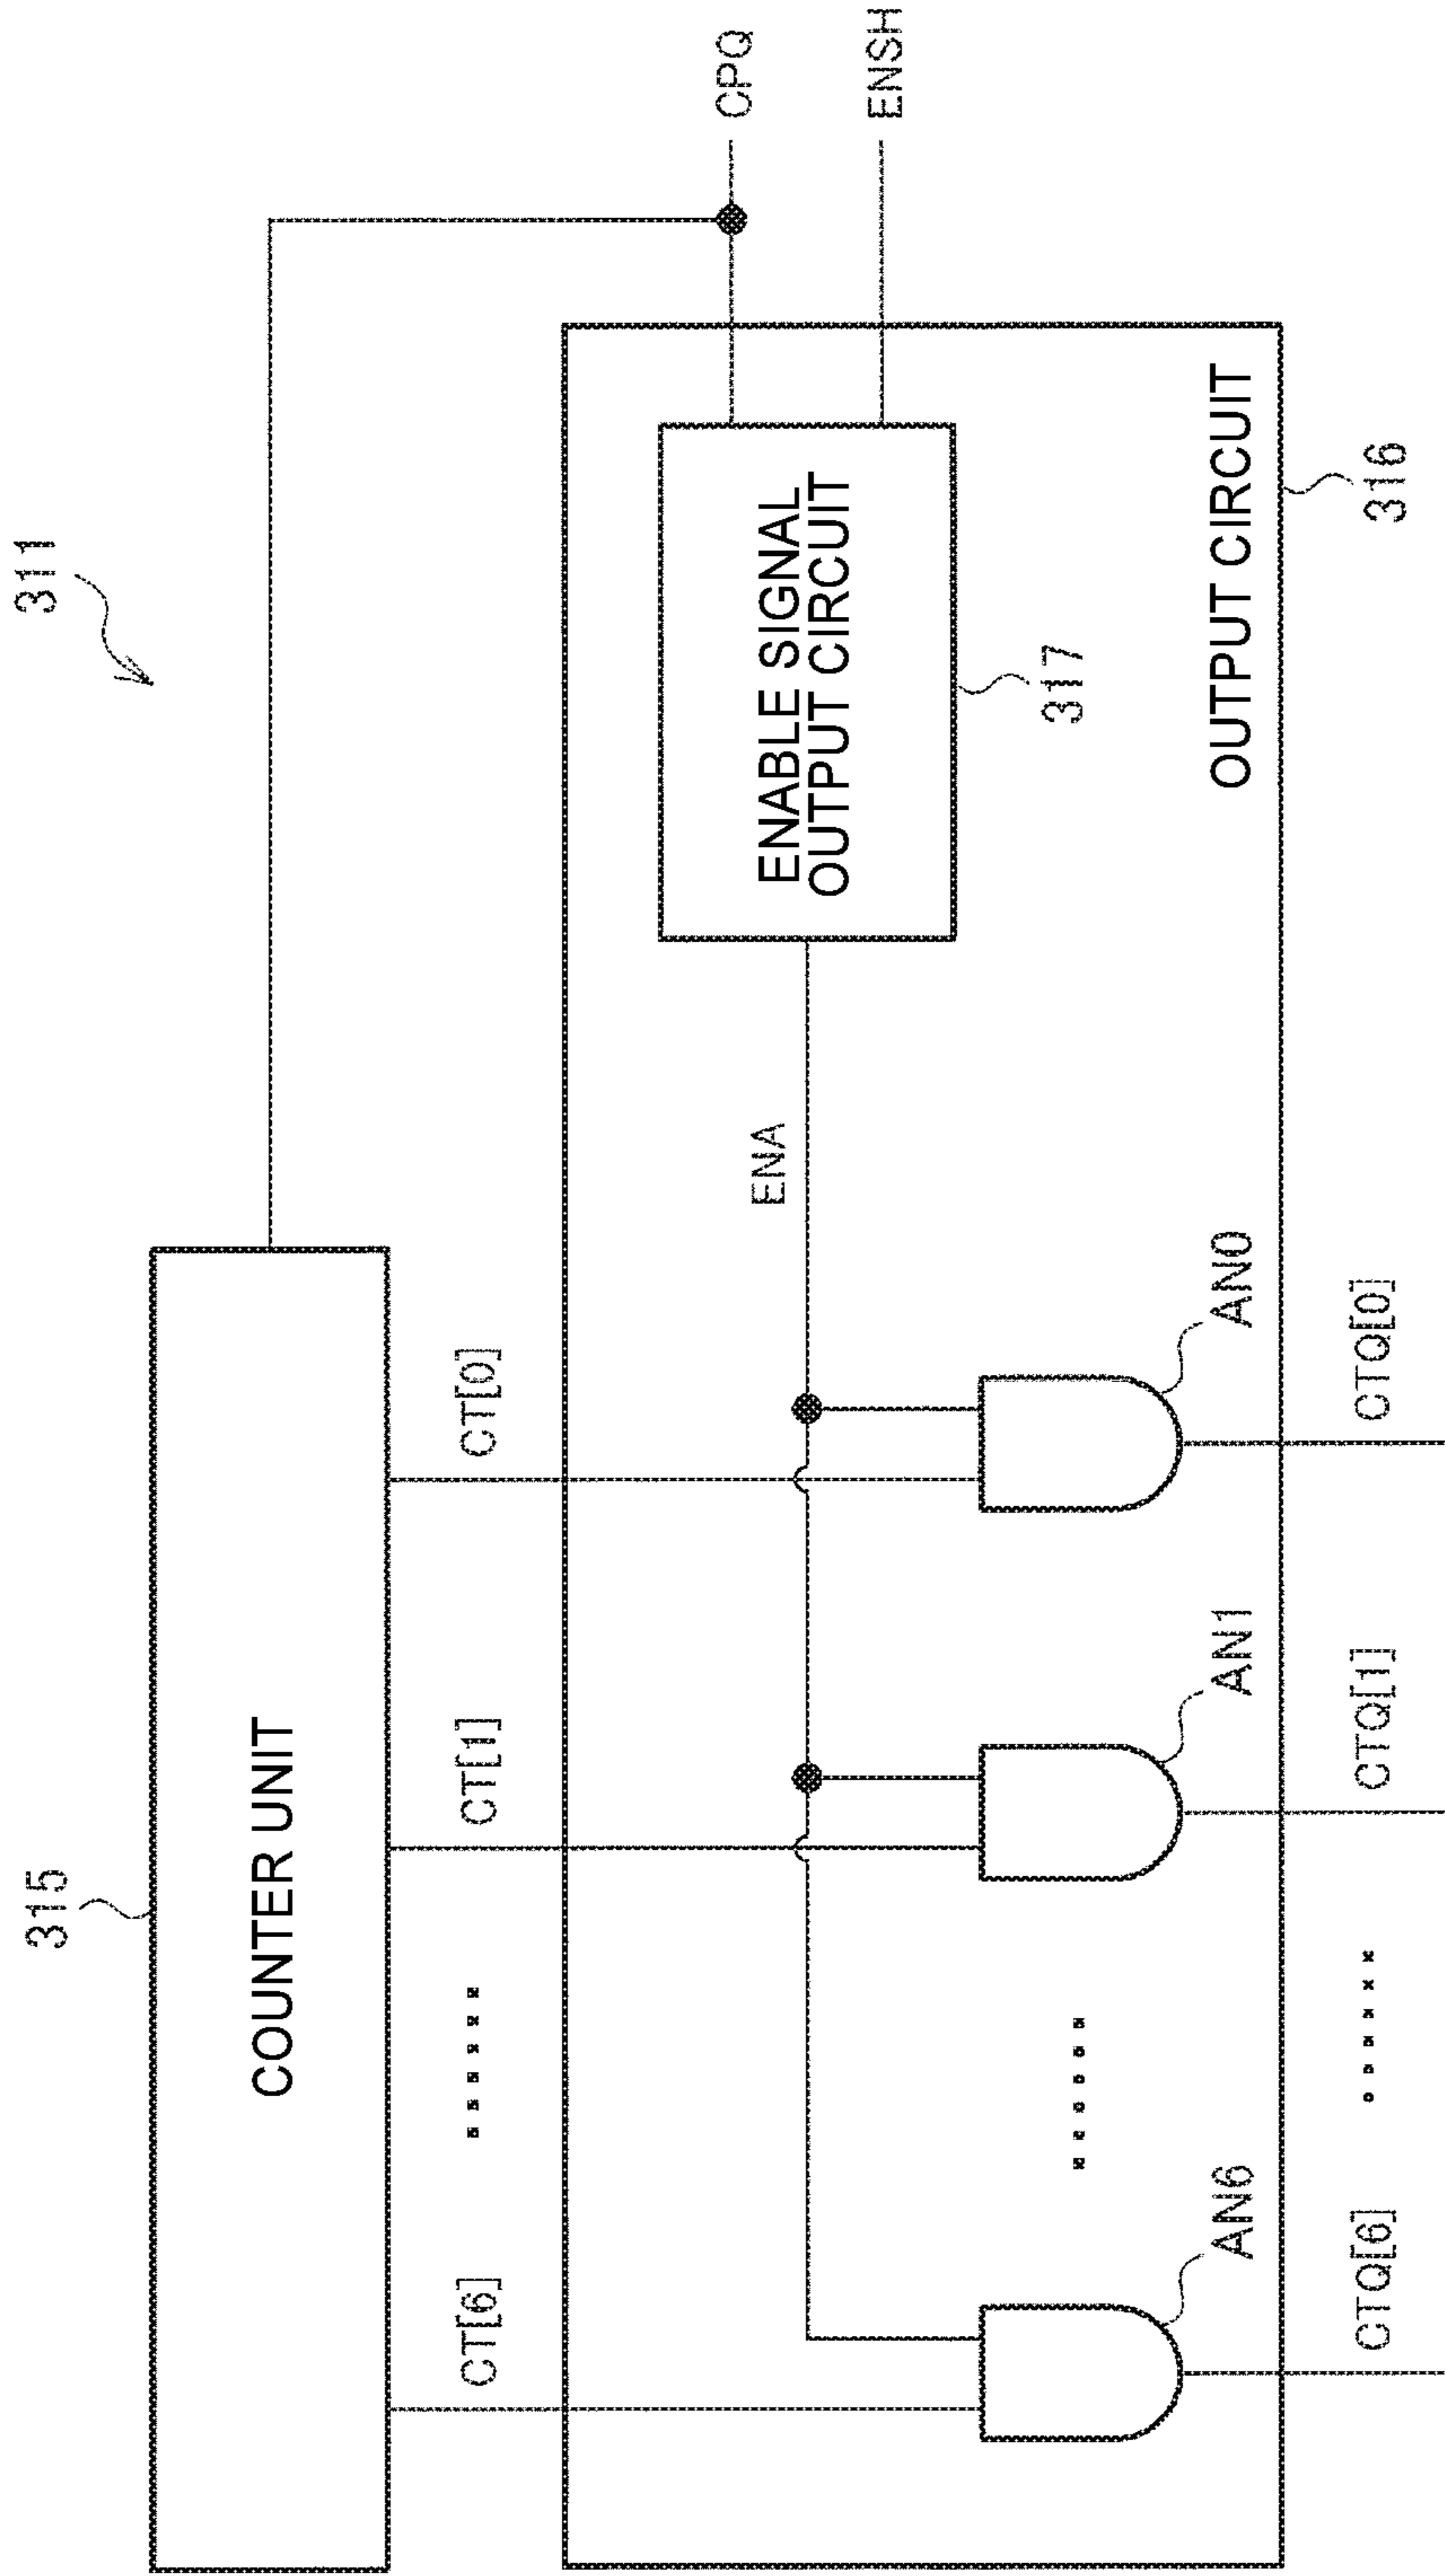 311
315
COUNTER UNIT
CT[6]
CT[1]
CT[0]
CPQ
ENSH
ENA
ENABLE SIGNAL
OUTPUT CIRCUIT
317
AN6
AN1
AN0
OUTPUT CIRCUIT
316
CTQ[6]
CTQ[1]
CTQ[0]